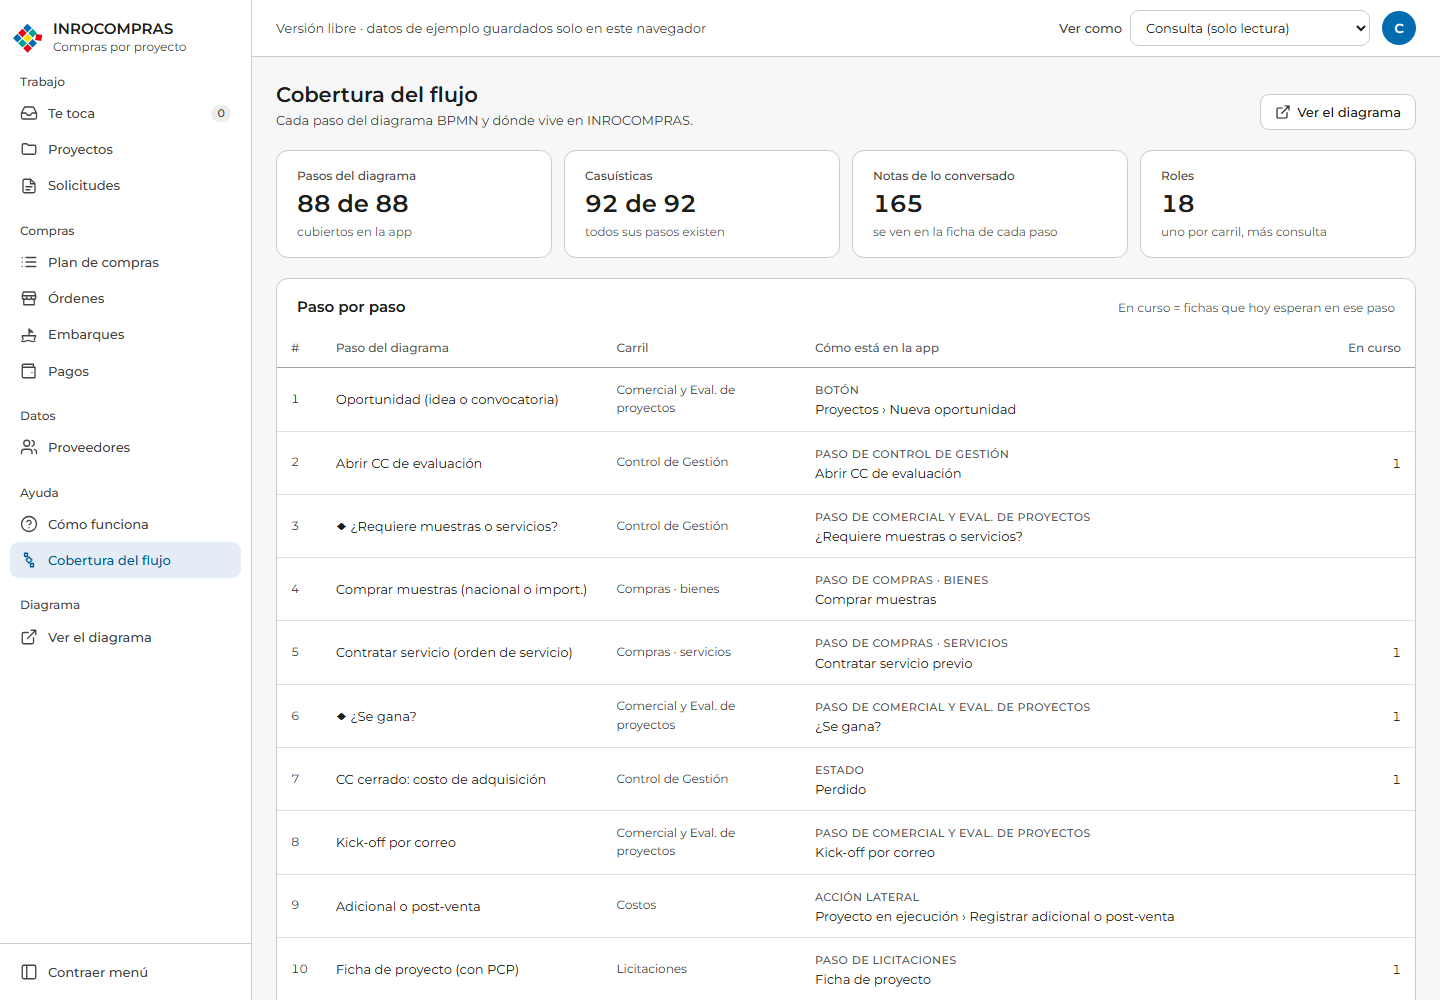 INROCOMPRAS
Compras por proyecto
Trabajo
Te toca 0
Proyectos
Solicitudes
Compras
Plan de compras
Órdenes
Embarques
Pagos
Datos
Proveedores
Ayuda
Cómo funciona
Cobertura del flujo
Diagrama
Ver el diagrama
Contraer menú
Versión libre · datos de ejemplo guardados solo en este navegador
Ver como Consulta (solo lectura) C
Cobertura del flujo
Cada paso del diagrama BPMN y dónde vive en INROCOMPRAS.
Ver el diagrama
Pasos del diagrama
88 de 88
cubiertos en la app
Casuísticas
92 de 92
todos sus pasos existen
Notas de lo conversado
165
se ven en la ficha de cada paso
Roles
18
uno por carril, más consulta
Paso por paso
En curso = fichas que hoy esperan en ese paso
# Paso del diagrama Carril Cómo está en la app En curso
1 Oportunidad (idea o convocatoria)
Comercial y Eval. de
proyectos
BOTÓN
Proyectos › Nueva oportunidad
2 Abrir CC de evaluación
Control de Gestión
PASO DE CONTROL DE GESTIÓN
Abrir CC de evaluación
1
3 ◆ ¿Requiere muestras o servicios?
Control de Gestión
PASO DE COMERCIAL Y EVAL. DE PROYECTOS
¿Requiere muestras o servicios?
4 Comprar muestras (nacional o import.)
Compras · bienes
PASO DE COMPRAS · BIENES
Comprar muestras
5 Contratar servicio (orden de servicio)
Compras · servicios
PASO DE COMPRAS · SERVICIOS
Contratar servicio previo
1
6 ◆ ¿Se gana?
Comercial y Eval. de
proyectos
PASO DE COMERCIAL Y EVAL. DE PROYECTOS
¿Se gana?
1
7 CC cerrado: costo de adquisición
Control de Gestión
ESTADO
Perdido
1
8 Kick-off por correo
Comercial y Eval. de
proyectos
PASO DE COMERCIAL Y EVAL. DE PROYECTOS
Kick-off por correo
9 Adicional o post-venta
Costos
ACCIÓN LATERAL
Proyecto en ejecución › Registrar adicional o post-venta
10 Ficha de proyecto (con PCP)
Licitaciones
PASO DE LICITACIONES
Ficha de proyecto
1